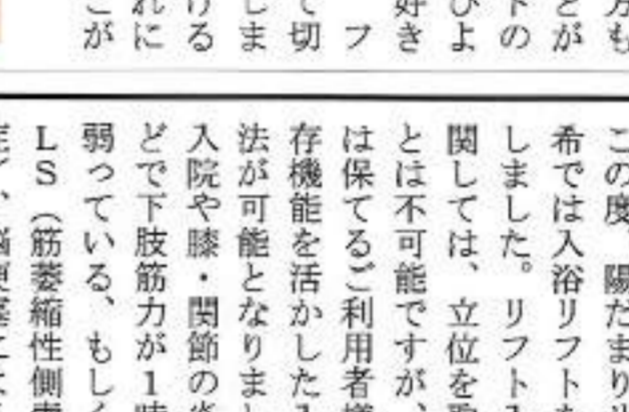 方も
とが
トの
ひよ
好き
フ
て切
しま
ける
れに
こが
この度、陽だまり
希では入浴リフト
しました。リフト
関しては、立位を
とは不可能ですが、
は保てるご利用者様
存機能を活かした入
法が可能となりまし
入院や膝・関節の
どで下肢筋力が1
弱っている、もしく
LS（筋萎縮性側索